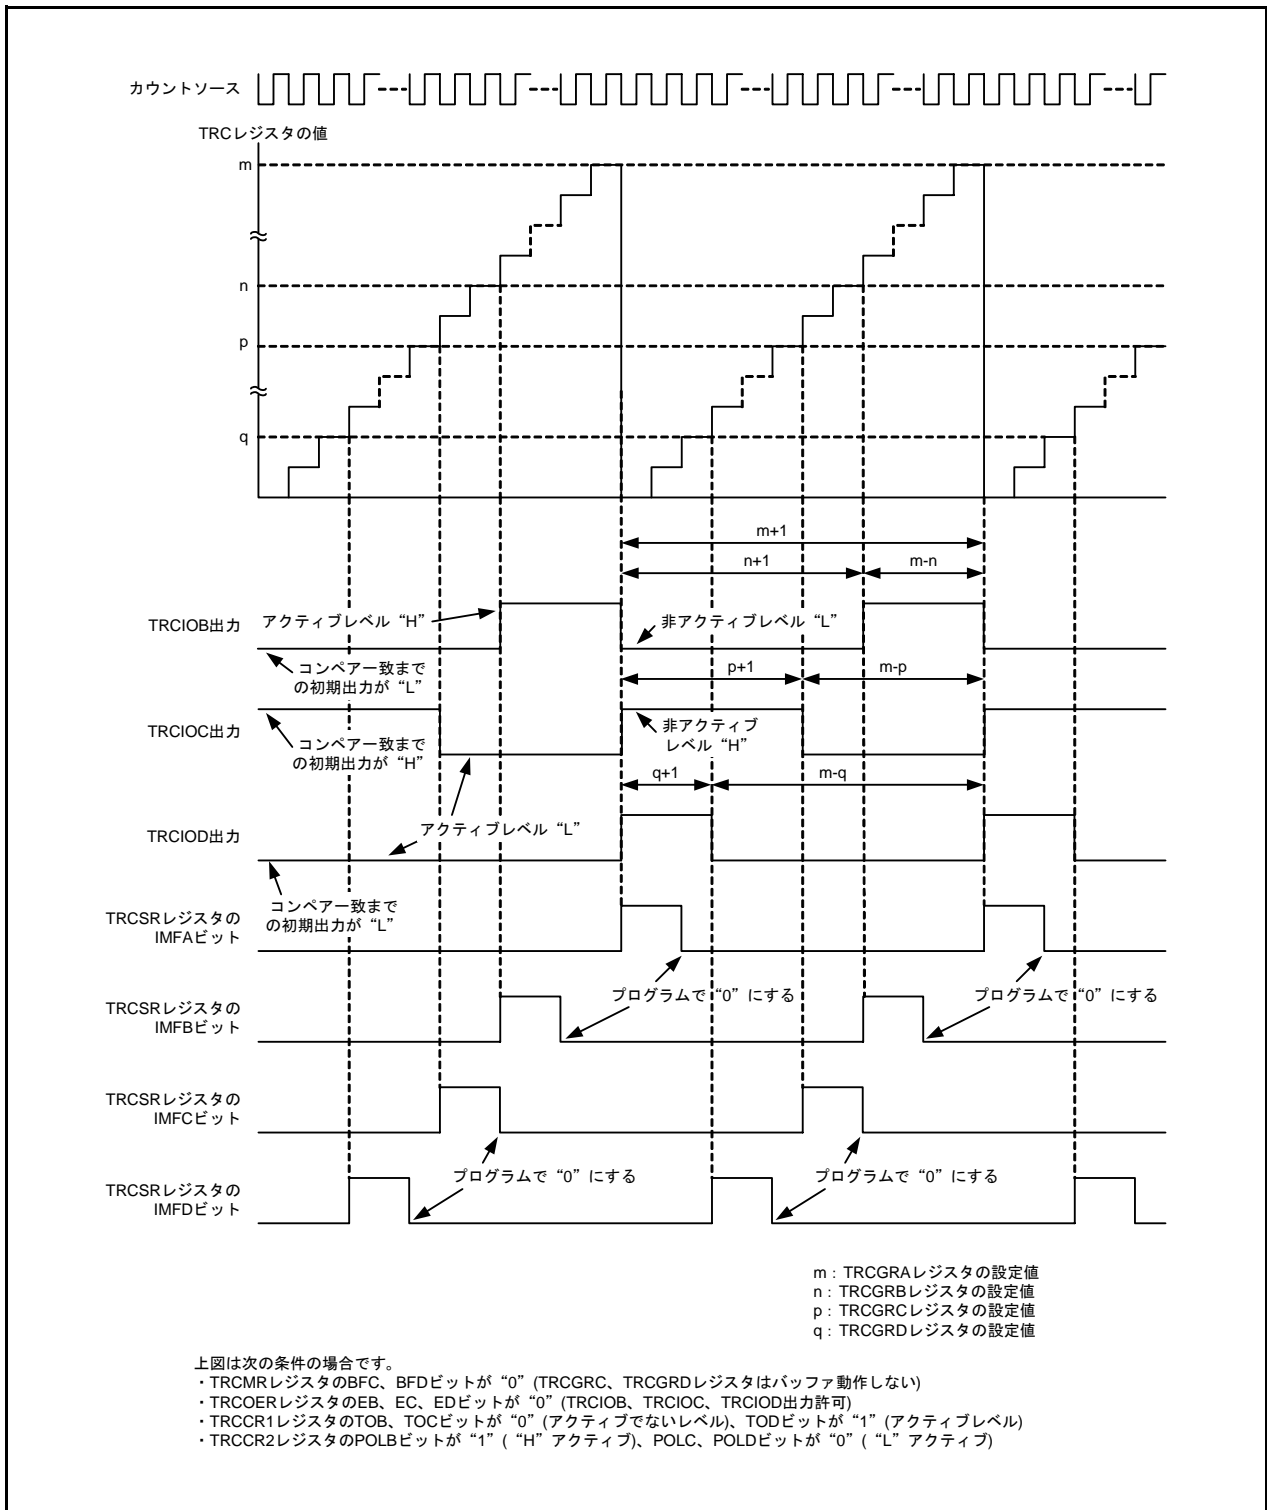 カウントソース
TRCレジスタの値
m
n
p
q
m+1
n+1
m-n
TRCIOB出力
アクティブレベル“H”
非アクティブレベル“L”
コンペア一致まで
の初期出力が“L”
p+1
m-p
TRCIOC出力
コンペア一致まで
の初期出力が“H”
非アクティブ
レベル“H”
q+1
m-q
TRCIOD出力
アクティブレベル“L”
コンペア一致まで
の初期出力が“L”
TRCSRレジスタの
IMFAビット
プログラムで“0”にする
プログラムで“0”にする
TRCSRレジスタの
IMFBビット
TRCSRレジスタの
IMFCビット
プログラムで“0”にする
プログラムで“0”にする
TRCSRレジスタの
IMFDビット
m：TRCGRAレジスタの設定値
n：TRCGRBレジスタの設定値
p：TRCGRCレジスタの設定値
q：TRCGRDレジスタの設定値
上図は次の条件の場合です。
・TRCMRレジスタのBFC、BFDビットが“0”(TRCGRC、TRCGRDレジスタはバッファ動作しない)
・TRCOERレジスタのEB、EC、EDビットが“0”(TRCIOB、TRCIOC、TRCIOD出力許可)
・TRCCR1レジスタのTOB、TOCビットが“0”(アクティブでないレベル)、TODビットが“1”(アクティブレベル)
・TRCCR2レジスタのPOLBビットが“1”(“H”アクティブ)、POLC、POLDビットが“0”(“L”アクティブ)